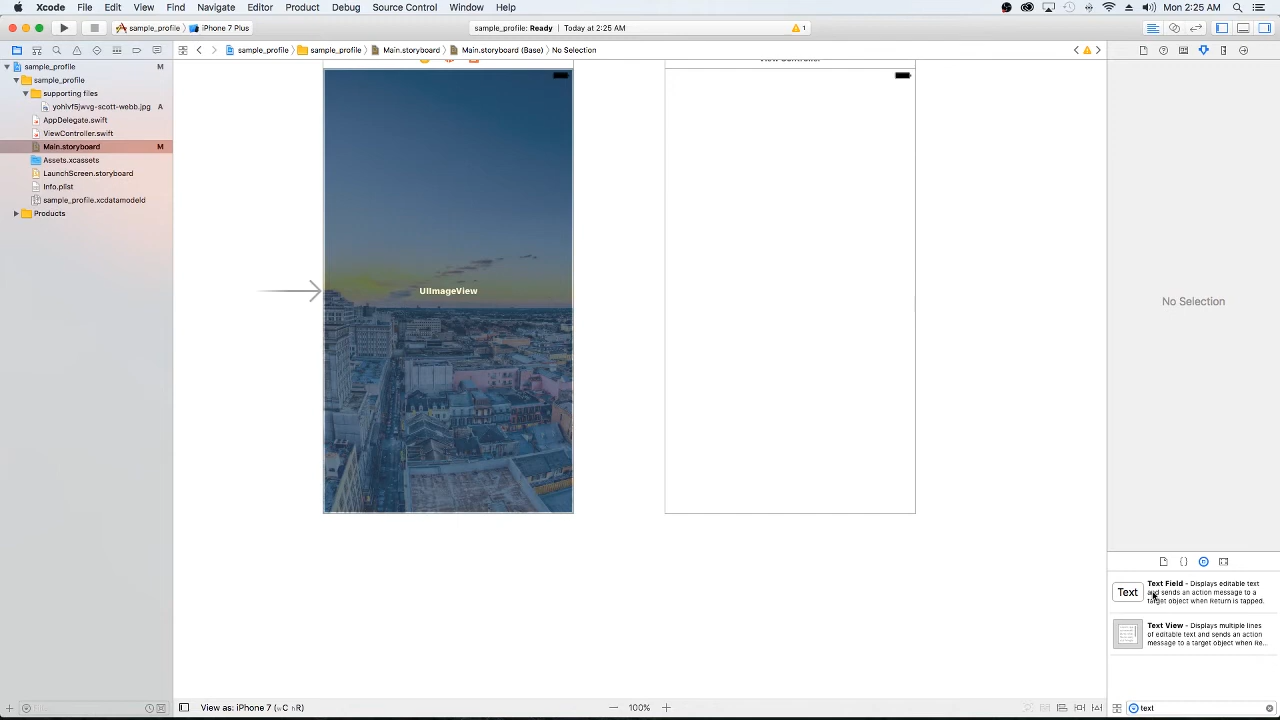 Xcode File Edit View Find Navigate Editor Product Debug Source Control Window Help Mon 2:25 AM
sample_profile iPhone 7 Plus
sample_profile: Ready | Today at 2:25 AM
1
sample_profile sample_profile Main.storyboard Main.storyboard (Base) No Selection
sample_profile M
sample_profile
supporting files
yohivf5jwvg-scott-webb.jpg A
AppDelegate.swift
ViewController.swift
Main.storyboard M
Assets.xcassets
LaunchScreen.storyboard
Info.plist
sample_profile.xcdatamodeld
Products
UIImageView
No Selection
Text
Text Field - Displays editable text
and sends an action message to a
target object when Return is tapped.
Text View - Displays multiple lines
of editable text and sends an action
message to a target object when Re...
View as: iPhone 7 (⌥C ⌥R)
100%
text